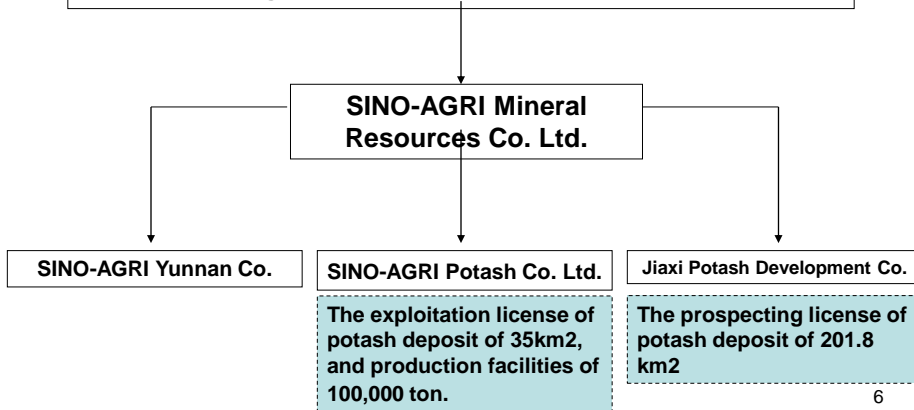 SINO-AGRI Mineral
Resources Co. Ltd.
SINO-AGRI Yunnan Co.
SINO-AGRI Potash Co. Ltd.
Jiaxi Potash Development Co.
The exploitation license of
potash deposit of 35km2,
and production facilities of
100,000 ton.
The prospecting license of
potash deposit of 201.8
km2
6